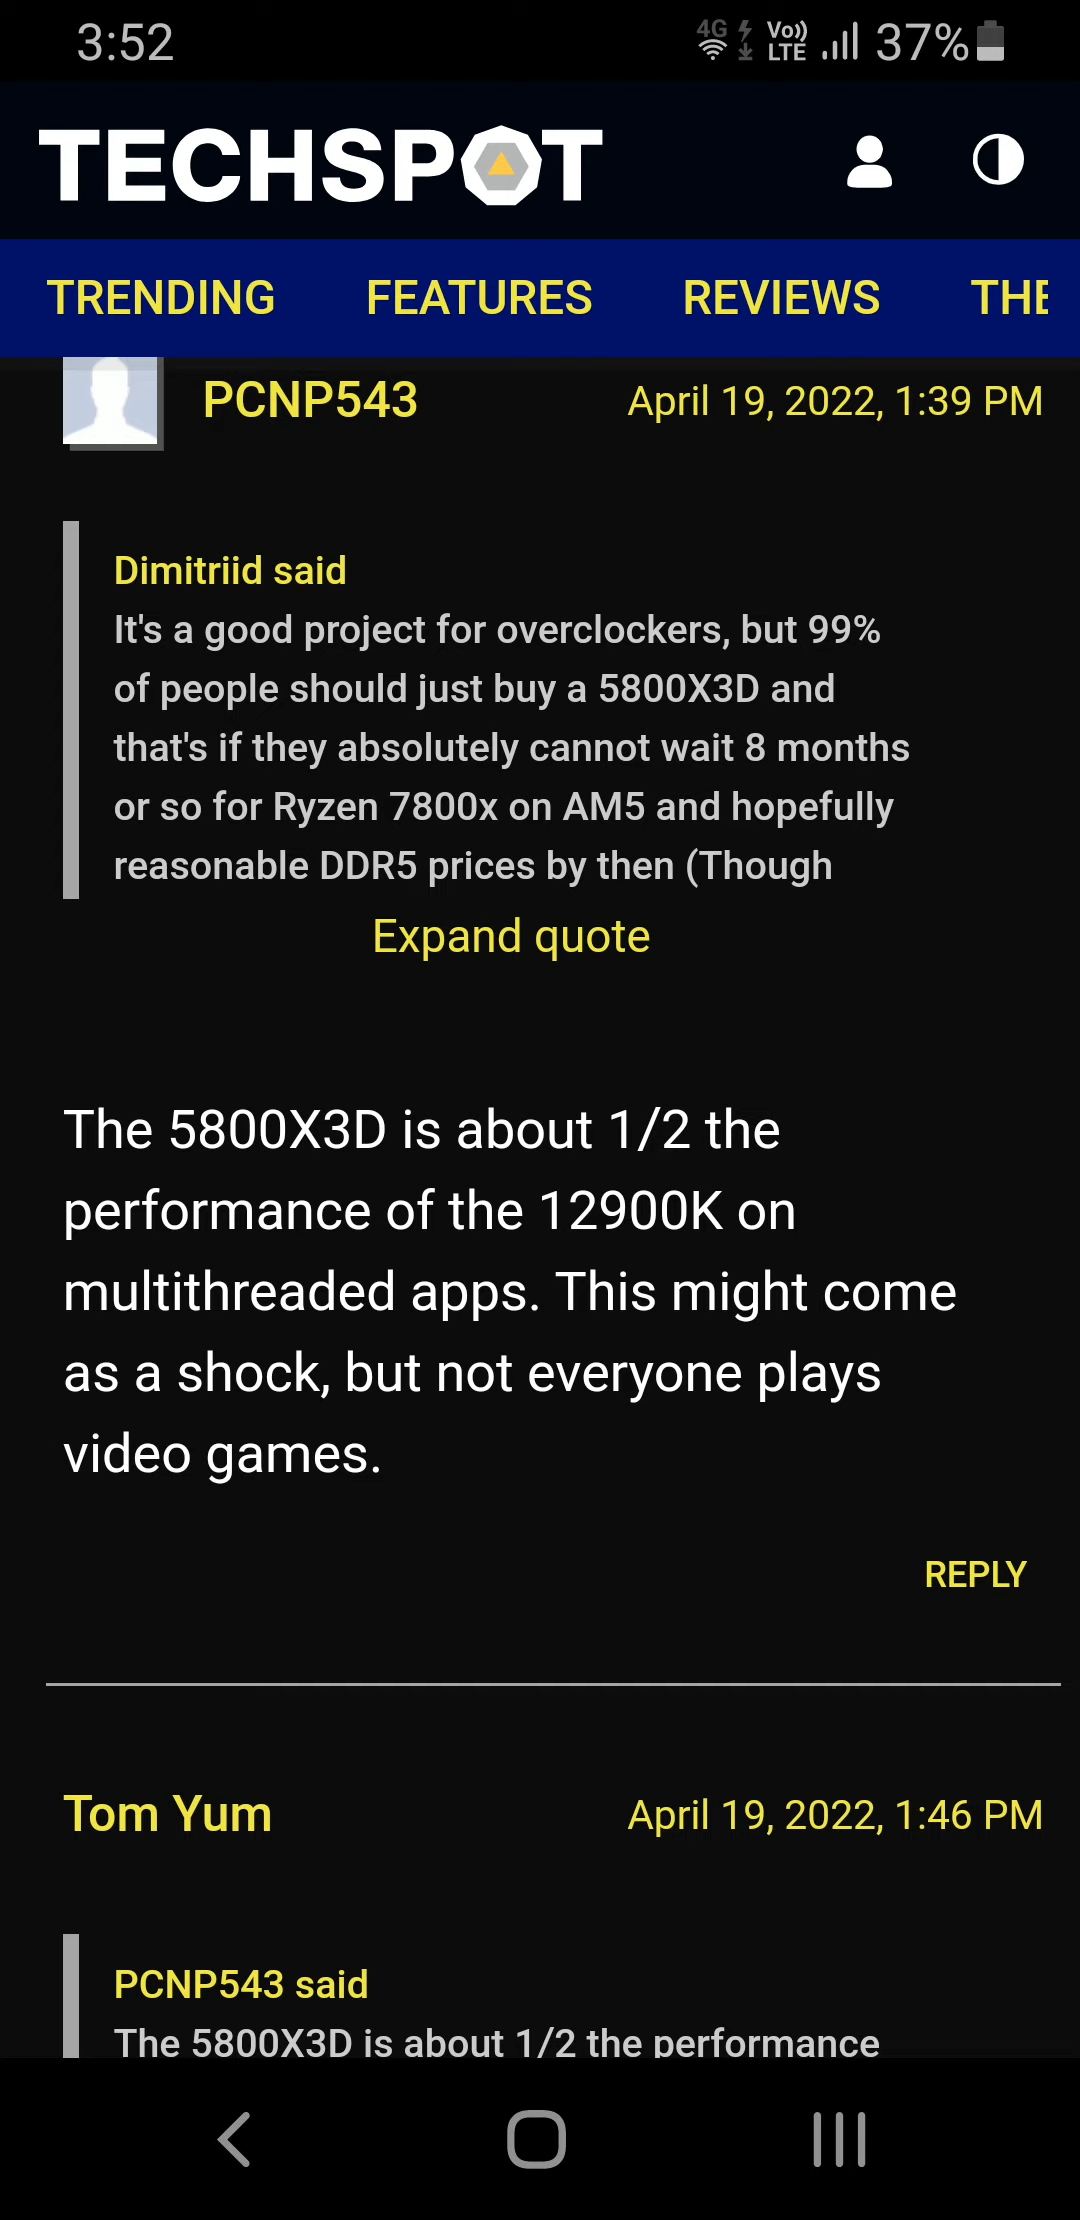 3:52 4G Vo)) LTE 37%
TECHSPOT
TRENDING FEATURES REVIEWS THE
PCNP543 April 19, 2022, 1:39 PM
Dimitriid said
It's a good project for overclockers, but 99%
of people should just buy a 5800X3D and
that's if they absolutely cannot wait 8 months
or so for Ryzen 7800x on AM5 and hopefully
reasonable DDR5 prices by then (Though
Expand quote
The 5800X3D is about 1/2 the
performance of the 12900K on
multithreaded apps. This might come
as a shock, but not everyone plays
video games.
REPLY
Tom Yum April 19, 2022, 1:46 PM
PCNP543 said
The 5800X3D is about 1/2 the performance